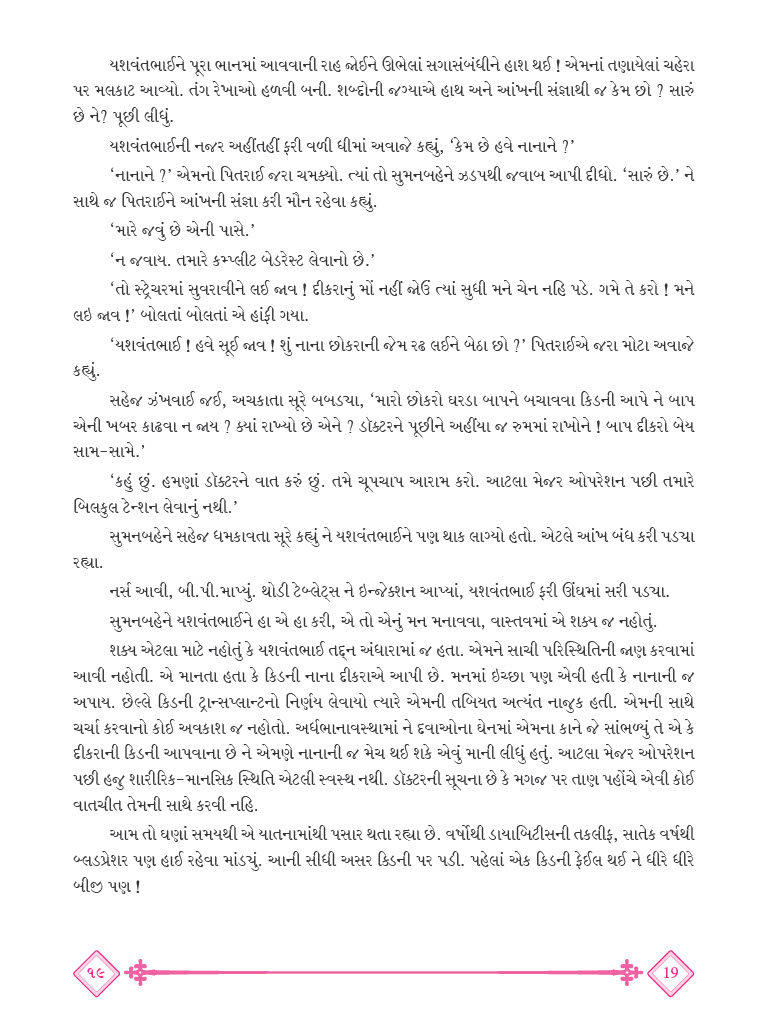 યશવંતભાઈને પૂરા ભાનમાં આવવાની રાહ જોઈને ઊભેલાં સગાસંબંધીને હાશ થઈ ! એમનાં તણાયેલાં ચહેરા
પર મલકાટ આવ્યો. તંગ રેખાઓ હળવી બની. શબ્દોની જગ્યાએ હાથ અને આંખની સંજ્ઞાથી જ કેમ છો ? સારું
છે ને? પૂછી લીધું.
યશવંતભાઈની નજર અહીંતહીં ફરી વળી ધીમાં અવાજે કહ્યું, ‘કેમ છે હવે નાનાને ?’
‘નાનાને ?’ એમનો પિતરાઈ જરા ચમક્યો. ત્યાં તો સુમનબહેને ઝડપથી જવાબ આપી દીધો. ‘સારું છે.’ ને
સાથે જ પિતરાઈને આંખની સંજ્ઞા કરી મૌન રહેવા કહ્યું.
‘મારે જવું છે એની પાસે.’
‘ન જવાય. તમારે કમ્પ્લીટ બેડરેસ્ટ લેવાનો છે.’
‘તો સ્ટ્રેચરમાં સુવરાવીને લઈ જાવ ! દીકરાનું મોં નહીં જોઉં ત્યાં સુધી મને ચેન નહિ પડે. ગમે તે કરો ! મને
લઇ જાવ !’ બોલતાં બોલતાં એ હાંફી ગયા.
‘યશવંતભાઈ ! હવે સૂઈ જાવ ! શું નાના છોકરાની જેમ રઢ લઈને બેઠા છો ?’ પિતરાઈએ જરા મોટા અવાજે
કહ્યું.
સહેજ ઝંખવાઈ જઈ, અચકાતા સૂરે બબડ્યા, ‘મારો છોકરો ઘરડા બાપને બચાવવા કિડની આપે ને બાપ
એની ખબર કાઢવા ન જાય ? ક્યાં રાખ્યો છે એને ? ડૉક્ટરને પૂછીને અહીંયા જ રુમમાં રાખોને ! બાપ દીકરો બેય
સામ-સામે.’
‘કહું છું. હમણાં ડૉક્ટરને વાત કરું છું. તમે ચૂપચાપ આરામ કરો. આટલા મેજર ઓપરેશન પછી તમારે
બિલકુલ ટેન્શન લેવાનું નથી.’
સુમનબહેને સહેજ ધમકાવતા સૂરે કહ્યું ને યશવંતભાઈને પણ થાક લાગ્યો હતો. એટલે આંખ બંધ કરી પડ્યા
રહ્યા.
નર્સ આવી, બી.પી.માપ્યું. થોડી ટેબ્લેટ્સ ને ઇન્જેક્શન આપ્યાં, યશવંતભાઈ ફરી ઊંઘમાં સરી પડ્યા.
સુમનબહેને યશવંતભાઈને હા એ હા કરી, એ તો એનું મન મનાવવા, વાસ્તવમાં એ શક્ય જ નહોતું.
શક્ય એટલા માટે નહોતું કે યશવંતભાઈ તદ્દન અંધારામાં જ હતા. એમને સાચી પરિસ્થિતિની જાણ કરવામાં
આવી નહોતી. એ માનતા હતા કે કિડની નાના દીકરાએ આપી છે. મનમાં ઇચ્છા પણ એવી હતી કે નાનાની જ
અપાય. છેલ્લે કિડની ટ્રાન્સપ્લાન્ટનો નિર્ણય લેવાયો ત્યારે એમની તબિયત અત્યંત નાજુક હતી. એમની સાથે
ચર્ચા કરવાનો કોઈ અવકાશ જ નહોતો. અર્ધભાનાવસ્થામાં ને દવાઓના ઘેનમાં એમના કાને જે સાંભળ્યું તે એ કે
દીકરાની કિડની આપવાના છે ને એમણે નાનાની જ મેચ થઈ શકે એવું માની લીધું હતું. આટલા મેજર ઓપરેશન
પછી હજુ શારીરિક-માનસિક સ્થિતિ એટલી સ્વસ્થ નથી. ડૉક્ટરની સૂચના છે કે મગજ પર તાણ પહોંચે એવી કોઈ
વાતચીત તેમની સાથે કરવી નહિ.
આમ તો ઘણાં સમયથી એ યાતનામાંથી પસાર થતા રહ્યા છે. વર્ષોથી ડાયાબિટીસની તકલીફ, સાતેક વર્ષથી
બ્લડપ્રેશર પણ હાઈ રહેવા માંડ્યું. આની સીધી અસર કિડની પર પડી. પહેલાં એક કિડની ફેઈલ થઈ ને ધીરે ધીરે
બીજી પણ !
૧૯
19